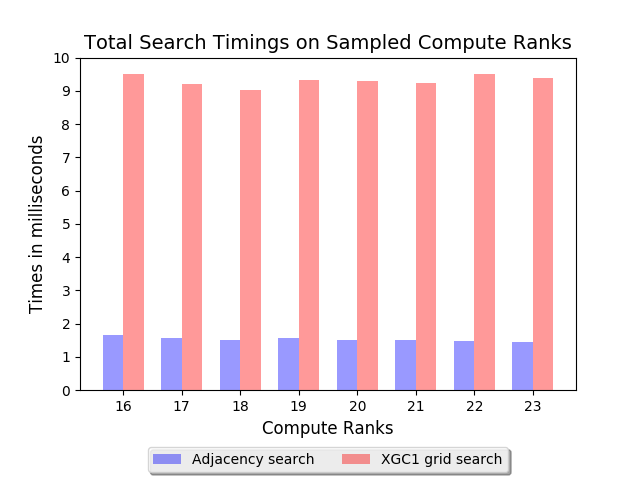 Total Search Timings on Sampled Compute Ranks
10
9
8
7
6
5
4
3
2
1
0
Times in milliseconds
16 17 18 19 20 21 22 23
Compute Ranks
Adjacency search XGC1 grid search